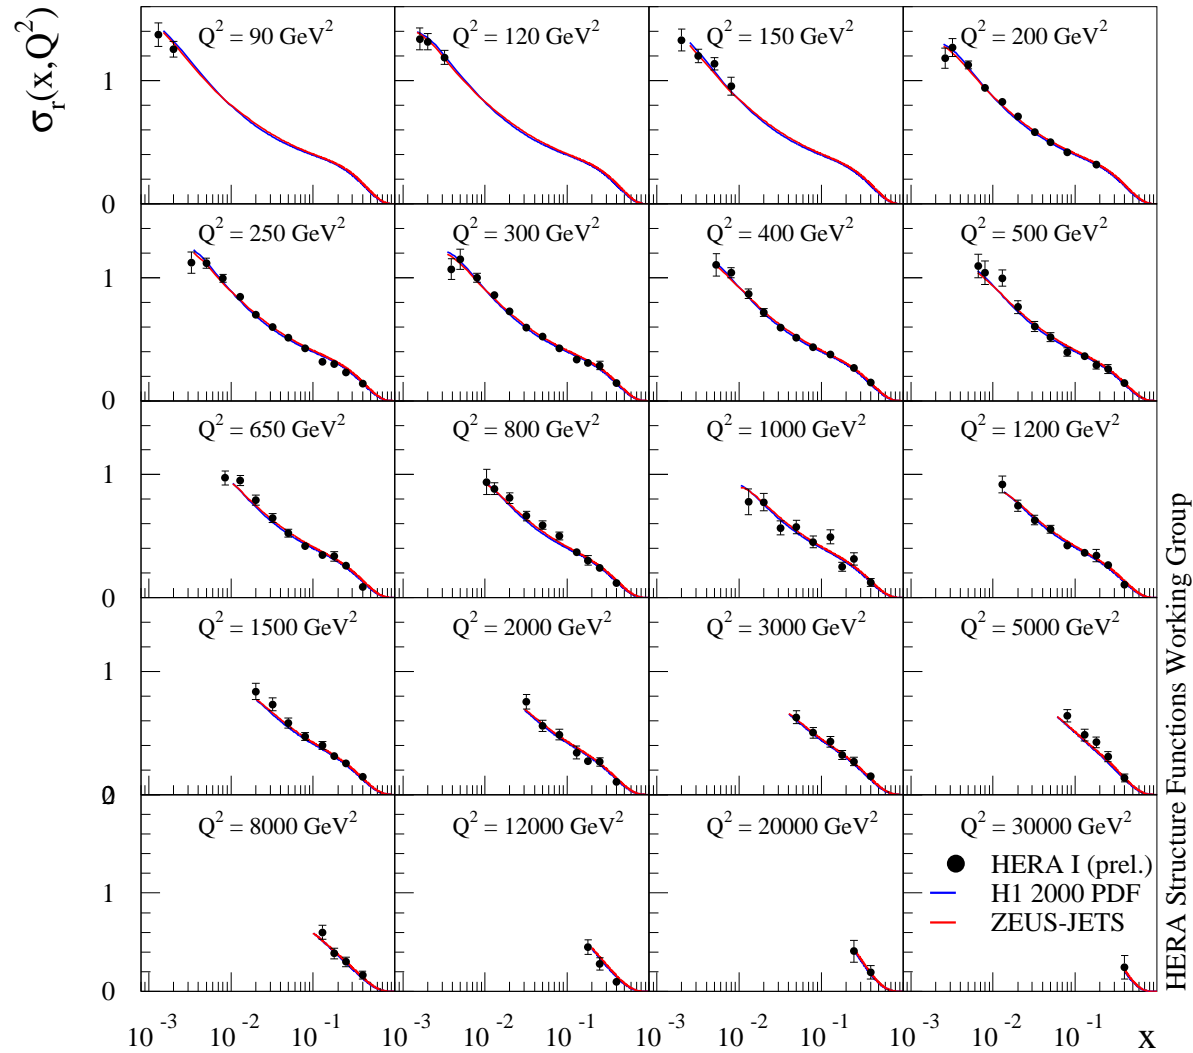 σr(x,Q²)
Q² = 90 GeV²
Q² = 120 GeV²
Q² = 150 GeV²
Q² = 200 GeV²
1
0
Q² = 250 GeV²
Q² = 300 GeV²
Q² = 400 GeV²
Q² = 500 GeV²
1
0
Q² = 650 GeV²
Q² = 800 GeV²
Q² = 1000 GeV²
Q² = 1200 GeV²
1
0
Q² = 1500 GeV²
Q² = 2000 GeV²
Q² = 3000 GeV²
Q² = 5000 GeV²
1
0
2
Q² = 8000 GeV²
Q² = 12000 GeV²
Q² = 20000 GeV²
Q² = 30000 GeV²
HERA I (prel.)
H1 2000 PDF
ZEUS-JETS
1
0
10⁻³ 10⁻² 10⁻¹ 10⁻³ 10⁻² 10⁻¹ 10⁻³ 10⁻² 10⁻¹ 10⁻³ 10⁻² 10⁻¹ x
HERA Structure Functions Working Group